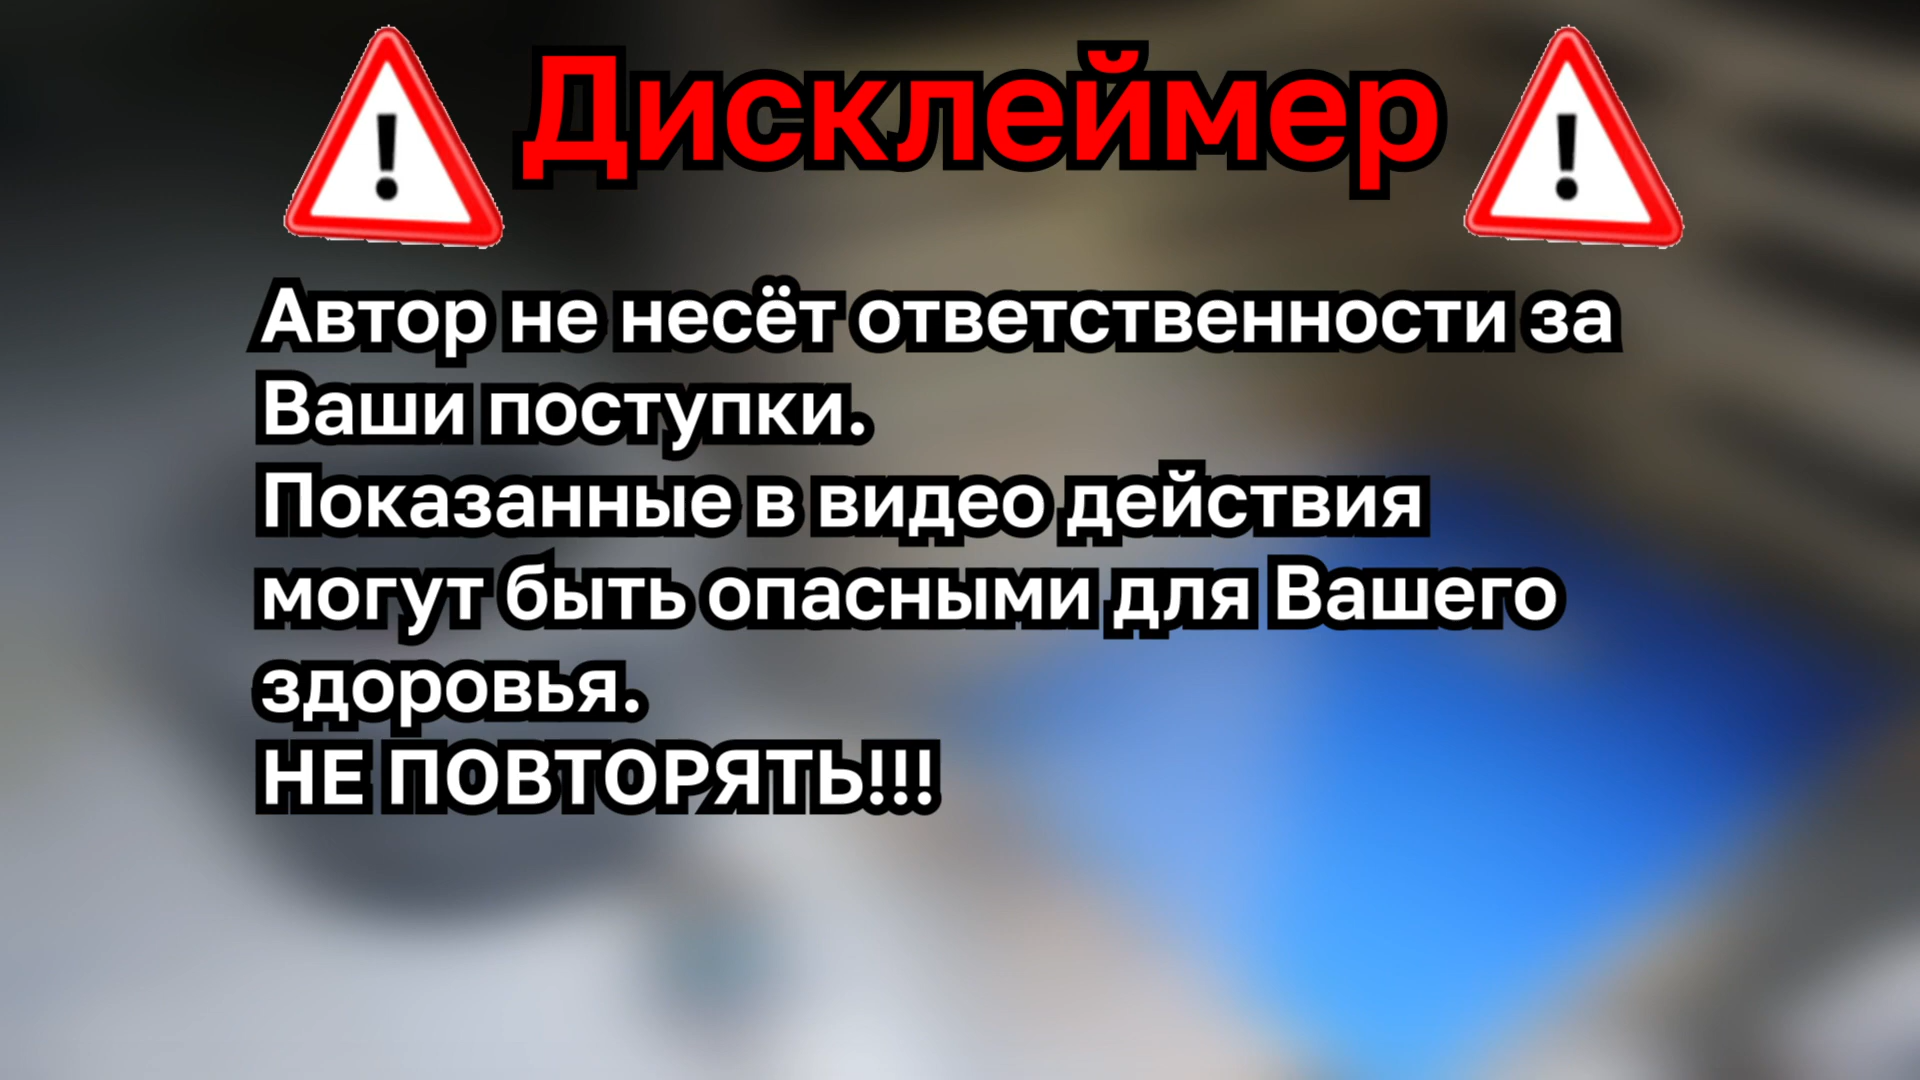 Дисклеймер
Автор не несёт ответственности за
Ваши поступки.
Показанные в видео действия
могут быть опасными для Вашего
здоровья.
НЕ ПОВТОРЯТЬ!!!